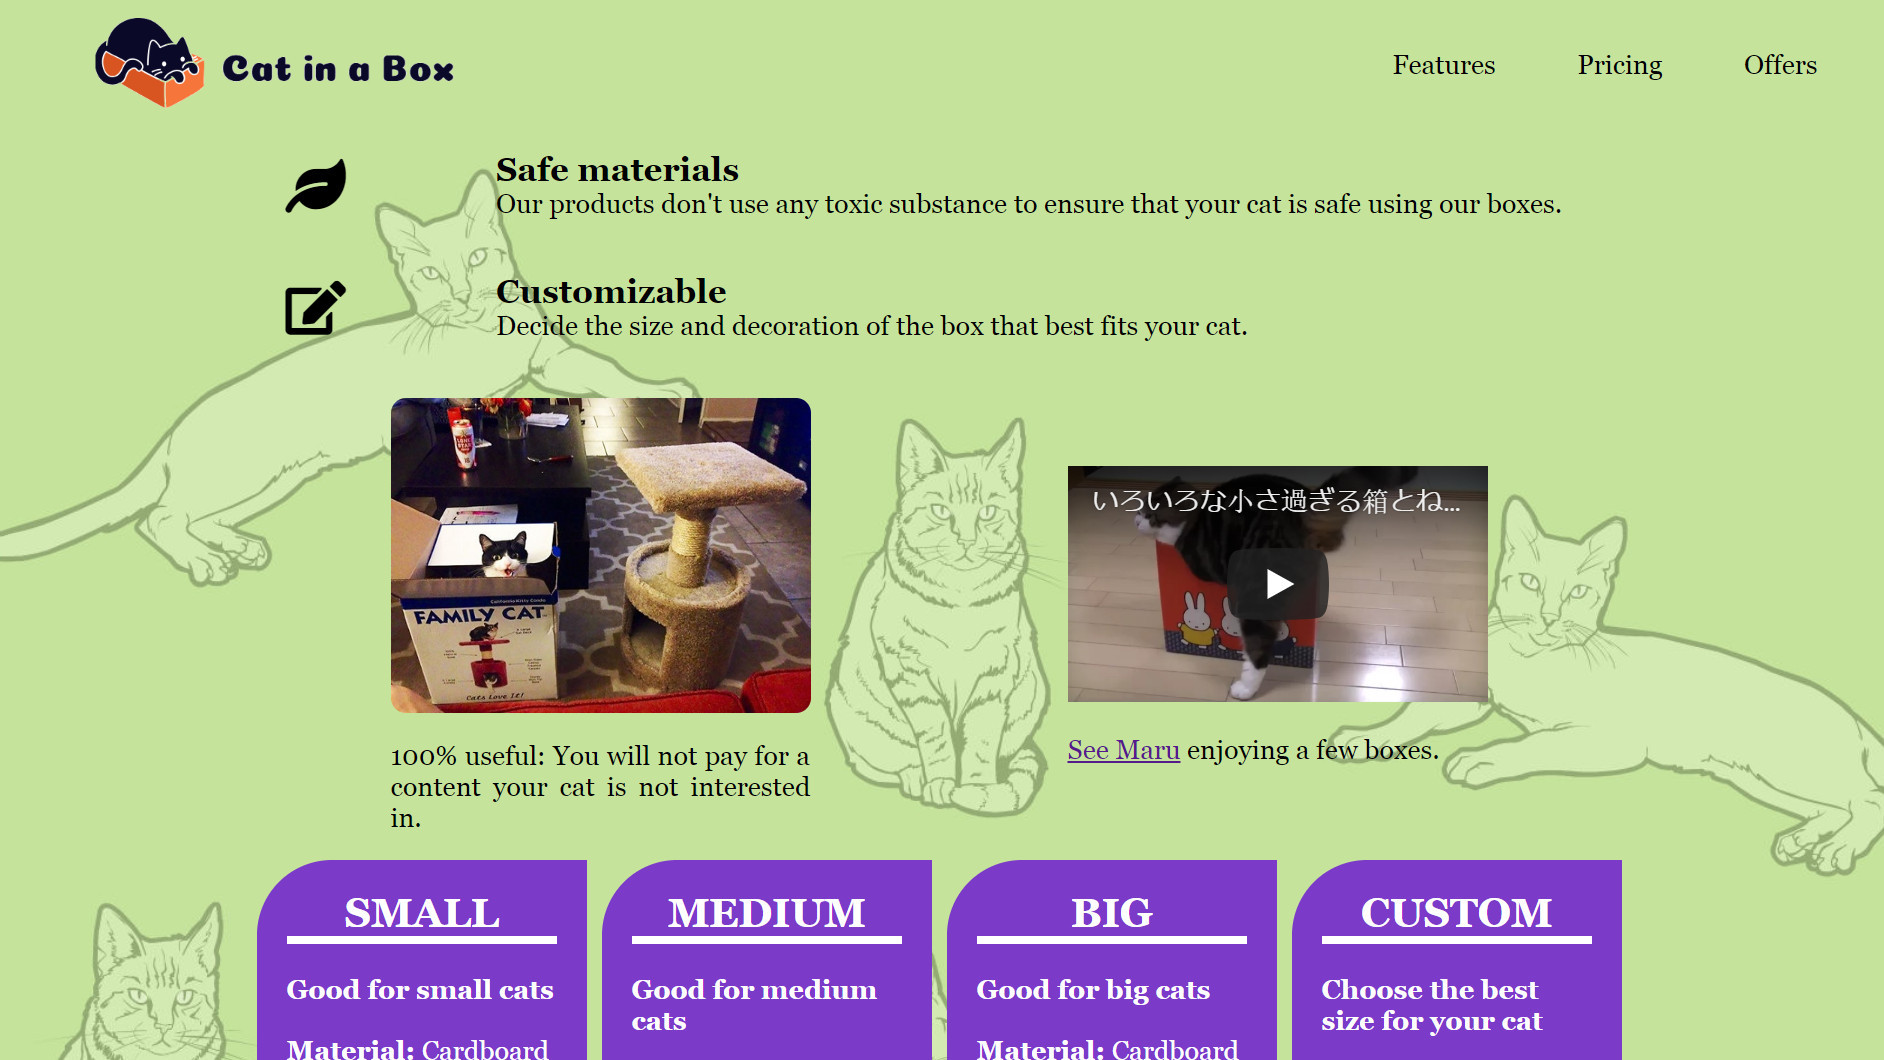 Cat in a Box
Features
Pricing
Offers
Safe materials
Our products don't use any toxic substance to ensure that your cat is safe using our boxes.
Customizable
Decide the size and decoration of the box that best fits your cat.
FAMILY CAT
Cats Love It!
いろいろな小さ過ぎる箱とね...
100% useful: You will not pay for a
content your cat is not interested
in.
See Maru enjoying a few boxes.
SMALL
Good for small cats
Material: Cardboard
MEDIUM
Good for medium
cats
BIG
Good for big cats
Material: Cardboard
CUSTOM
Choose the best
size for your cat